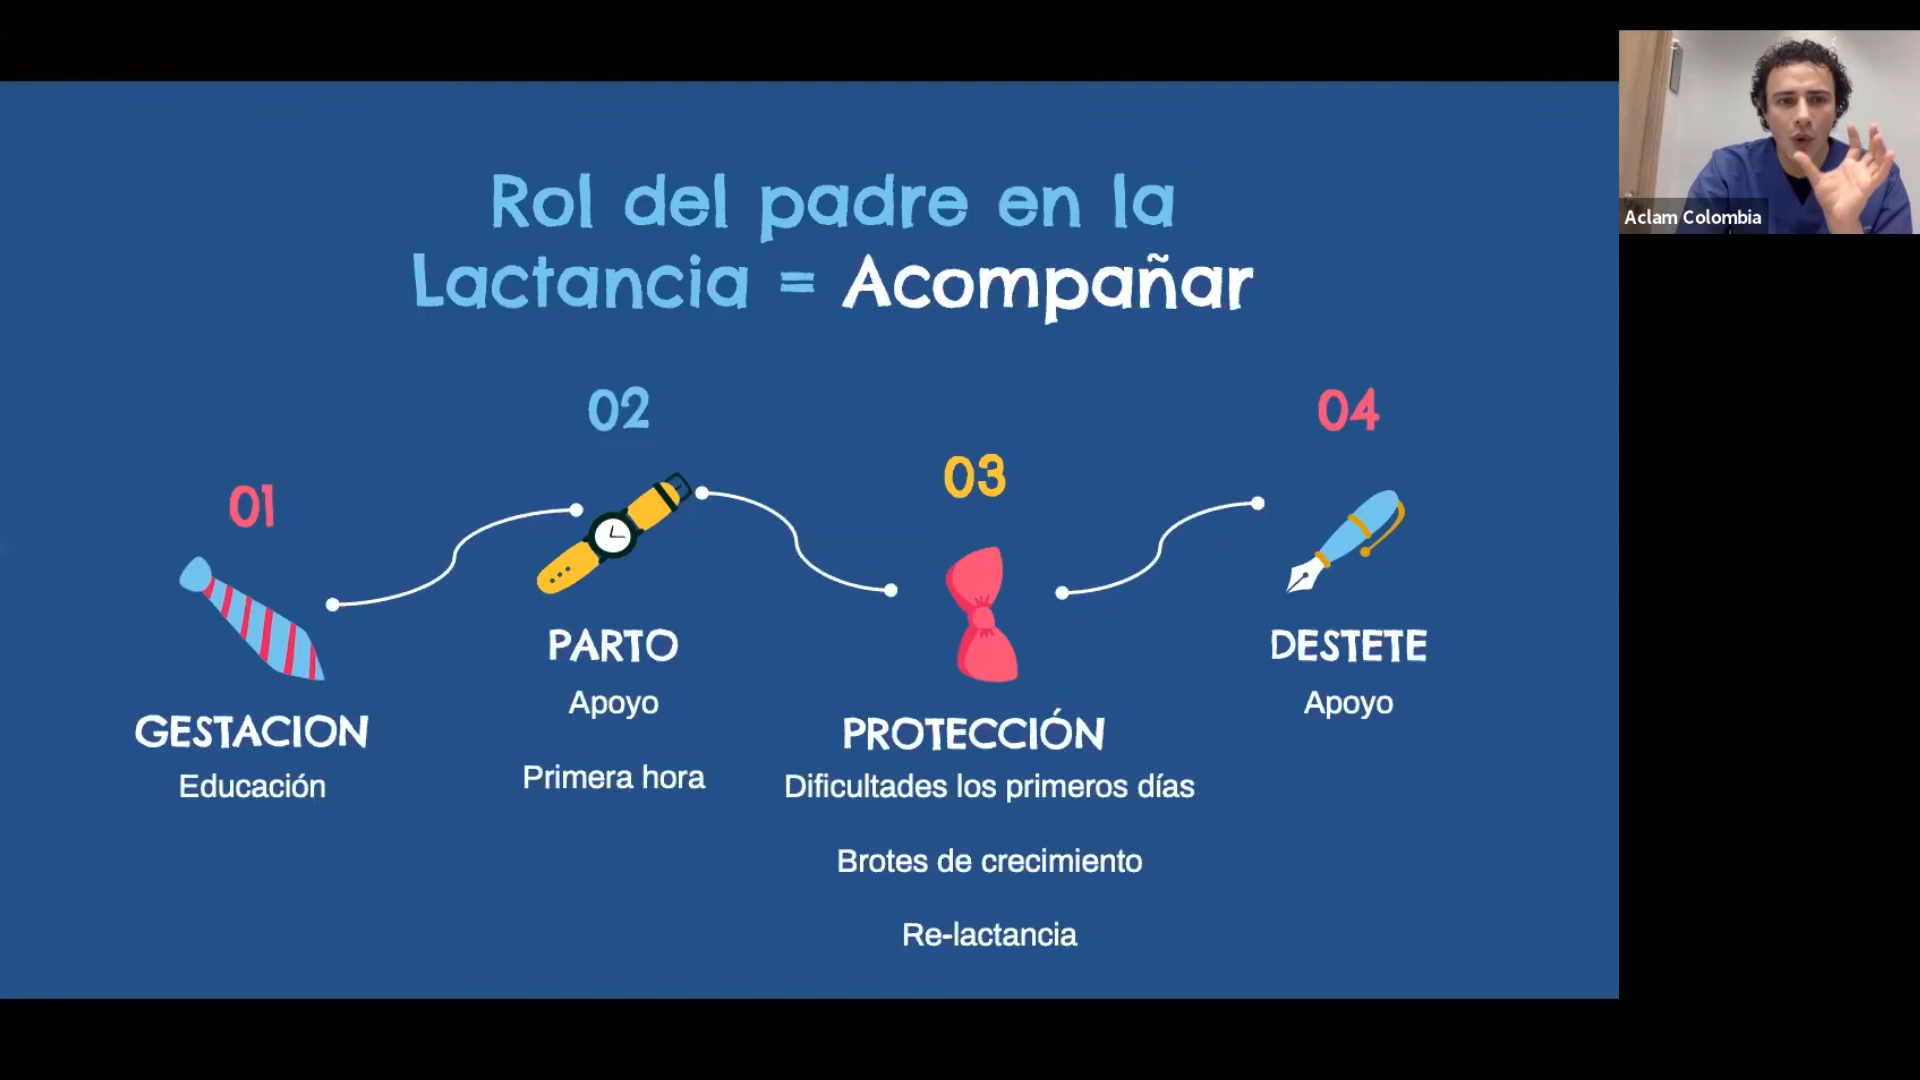 Rol del padre en la
Lactancia = Acompañar
01
GESTACION
Educación
02
PARTO
Apoyo
Primera hora
03
PROTECCIÓN
Dificultades los primeros días
Brotes de crecimiento
Re-lactancia
04
DESTETE
Apoyo
Aclam Colombia